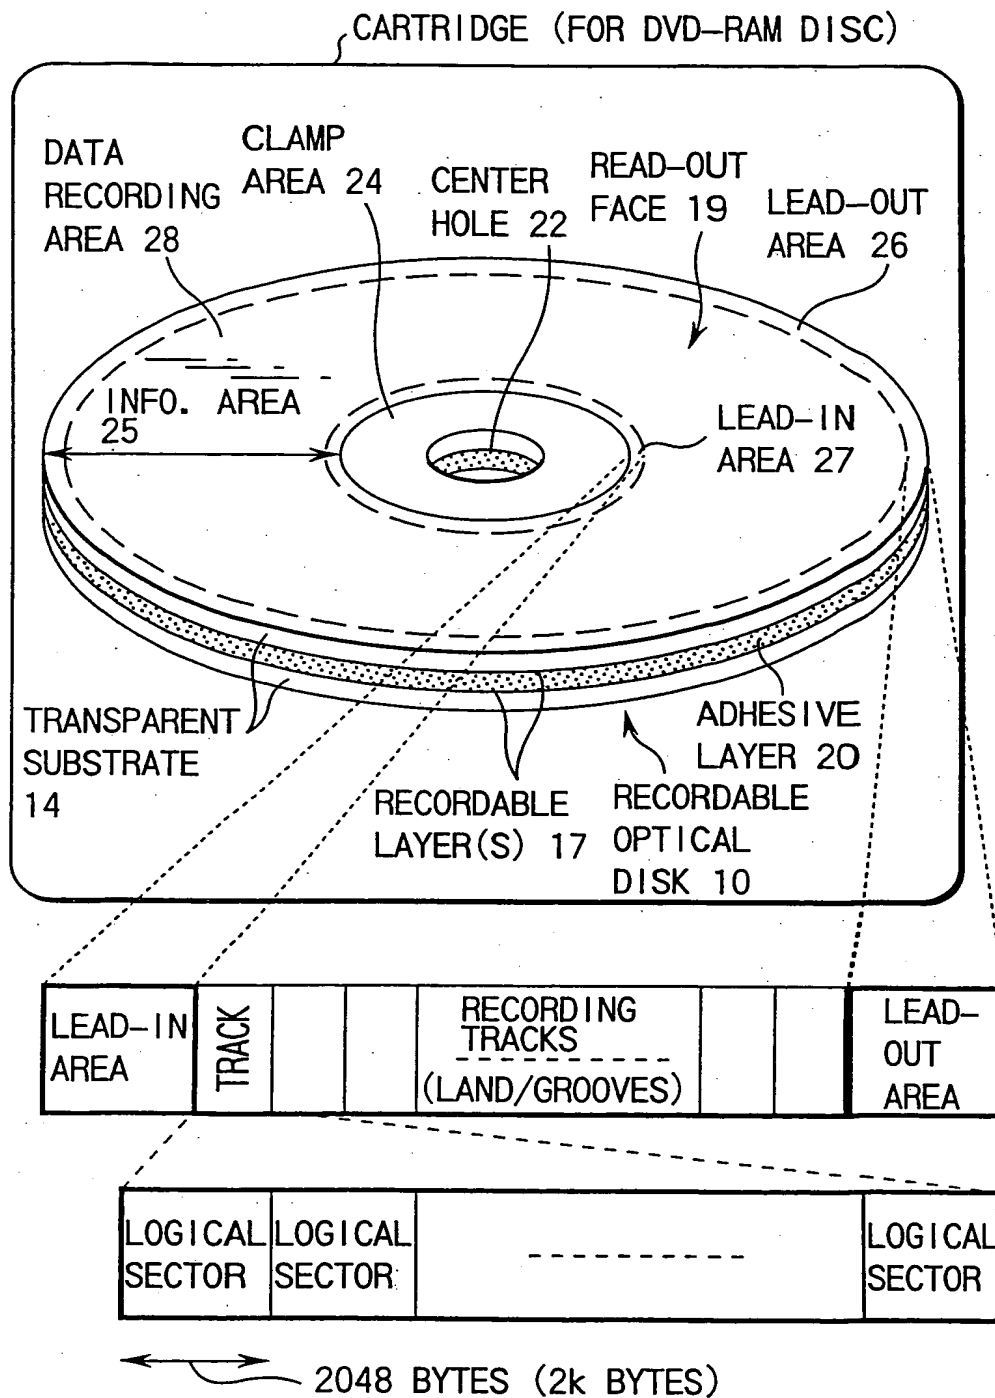 CARTRIDGE (FOR DVD-RAM DISC)
DATA
RECORDING
AREA 28
CLAMP
AREA 24
CENTER
HOLE 22
READ-OUT
FACE 19
LEAD-OUT
AREA 26
INFO. AREA
25
LEAD-IN
AREA 27
TRANSPARENT
SUBSTRATE
14
RECORDABLE
LAYER(S) 17
RECORDABLE
OPTICAL
DISK 10
ADHESIVE
LAYER 20
LEAD-IN
AREA
TRACK
RECORDING
TRACKS
(LAND/GROOVES)
LEAD-
OUT
AREA
LOGICAL
SECTOR
LOGICAL
SECTOR
LOGICAL
SECTOR
2048 BYTES (2k BYTES)